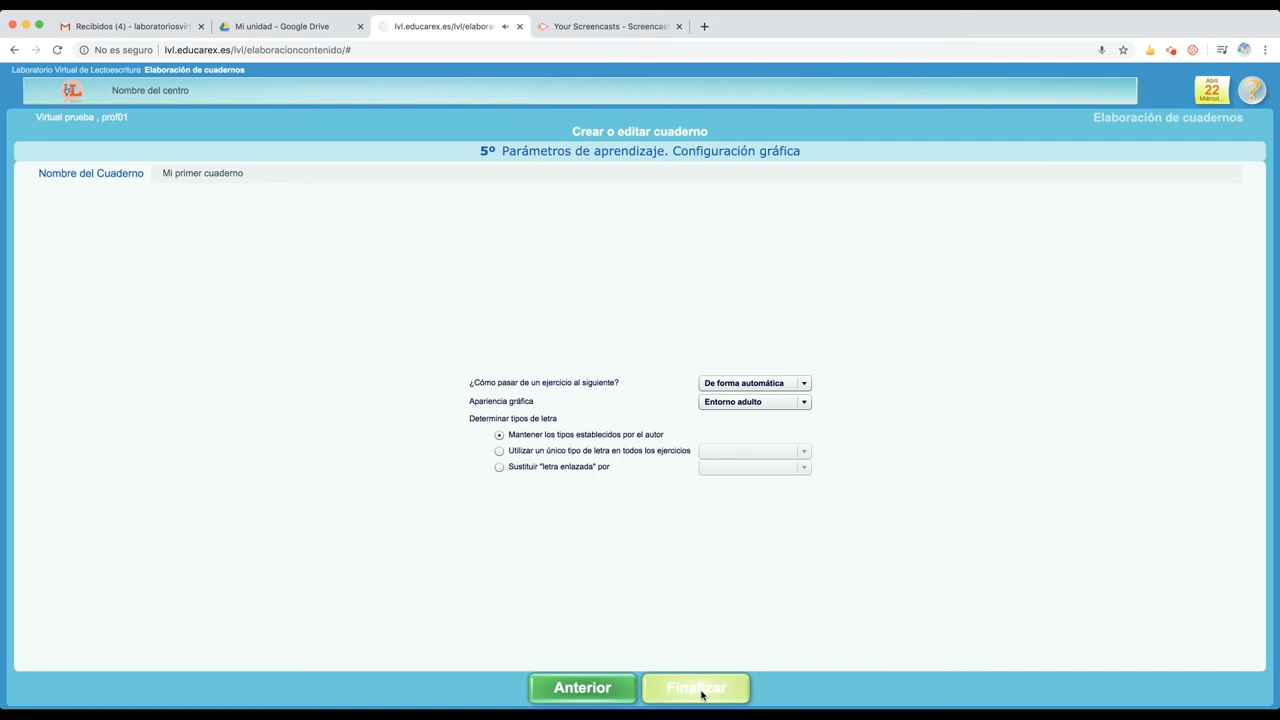 Recibidos (4) - laboratoriosvirt
Mi unidad - Google Drive
lvl.educarex.es/lvl/elabora
Your Screencasts - Screencas
No es seguro
lvl.educarex.es/lvl/elaboracioncontenido/#
Laboratorio Virtual de Lectoescritura Elaboración de cuadernos
Nombre del centro
Abril
22
Miércol...
?
Virtual prueba , prof01
Elaboración de cuadernos
Crear o editar cuaderno
5º Parámetros de aprendizaje. Configuración gráfica
Nombre del Cuaderno
Mi primer cuaderno
¿Cómo pasar de un ejercicio al siguiente?
De forma automática
Apariencia gráfica
Entorno adulto
Determinar tipos de letra
Mantener los tipos establecidos por el autor
Utilizar un único tipo de letra en todos los ejercicios
Sustituir "letra enlazada" por
Anterior
Finalizar